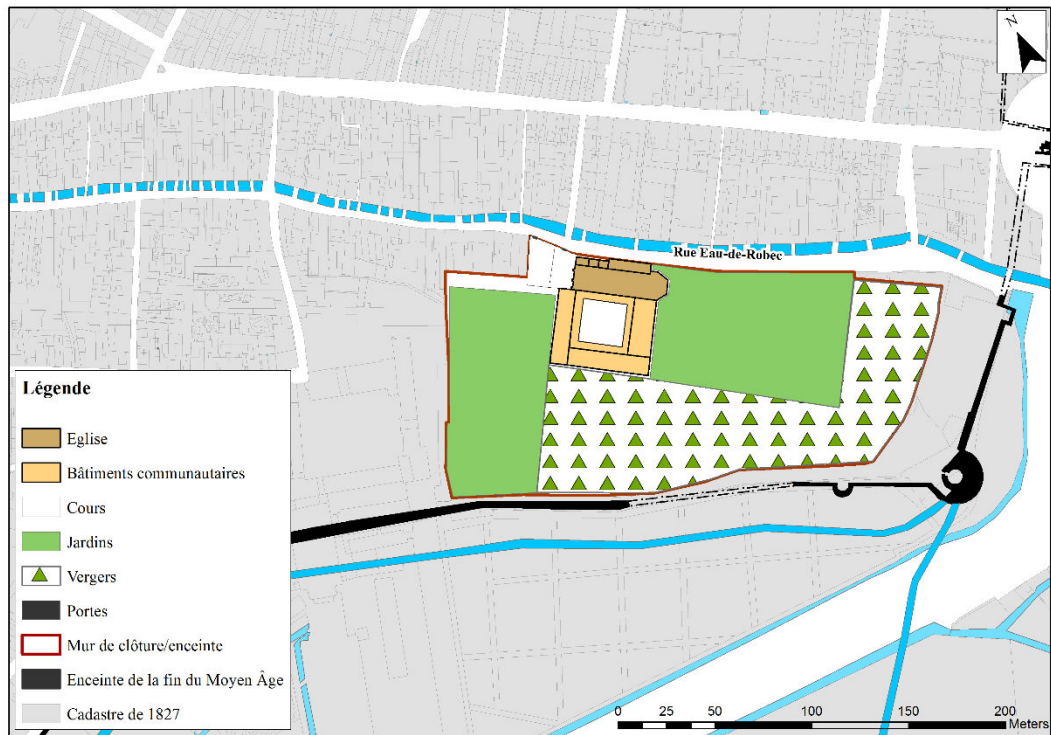 N
Rue Eau-de-Robec
Légende
Eglise
Bâtiments communautaires
Cours
Jardins
Vergers
Portes
Mur de clôture/enceinte
Enceinte de la fin du Moyen Âge
Cadastre de 1827
0 25 50 100 150 200
Meters